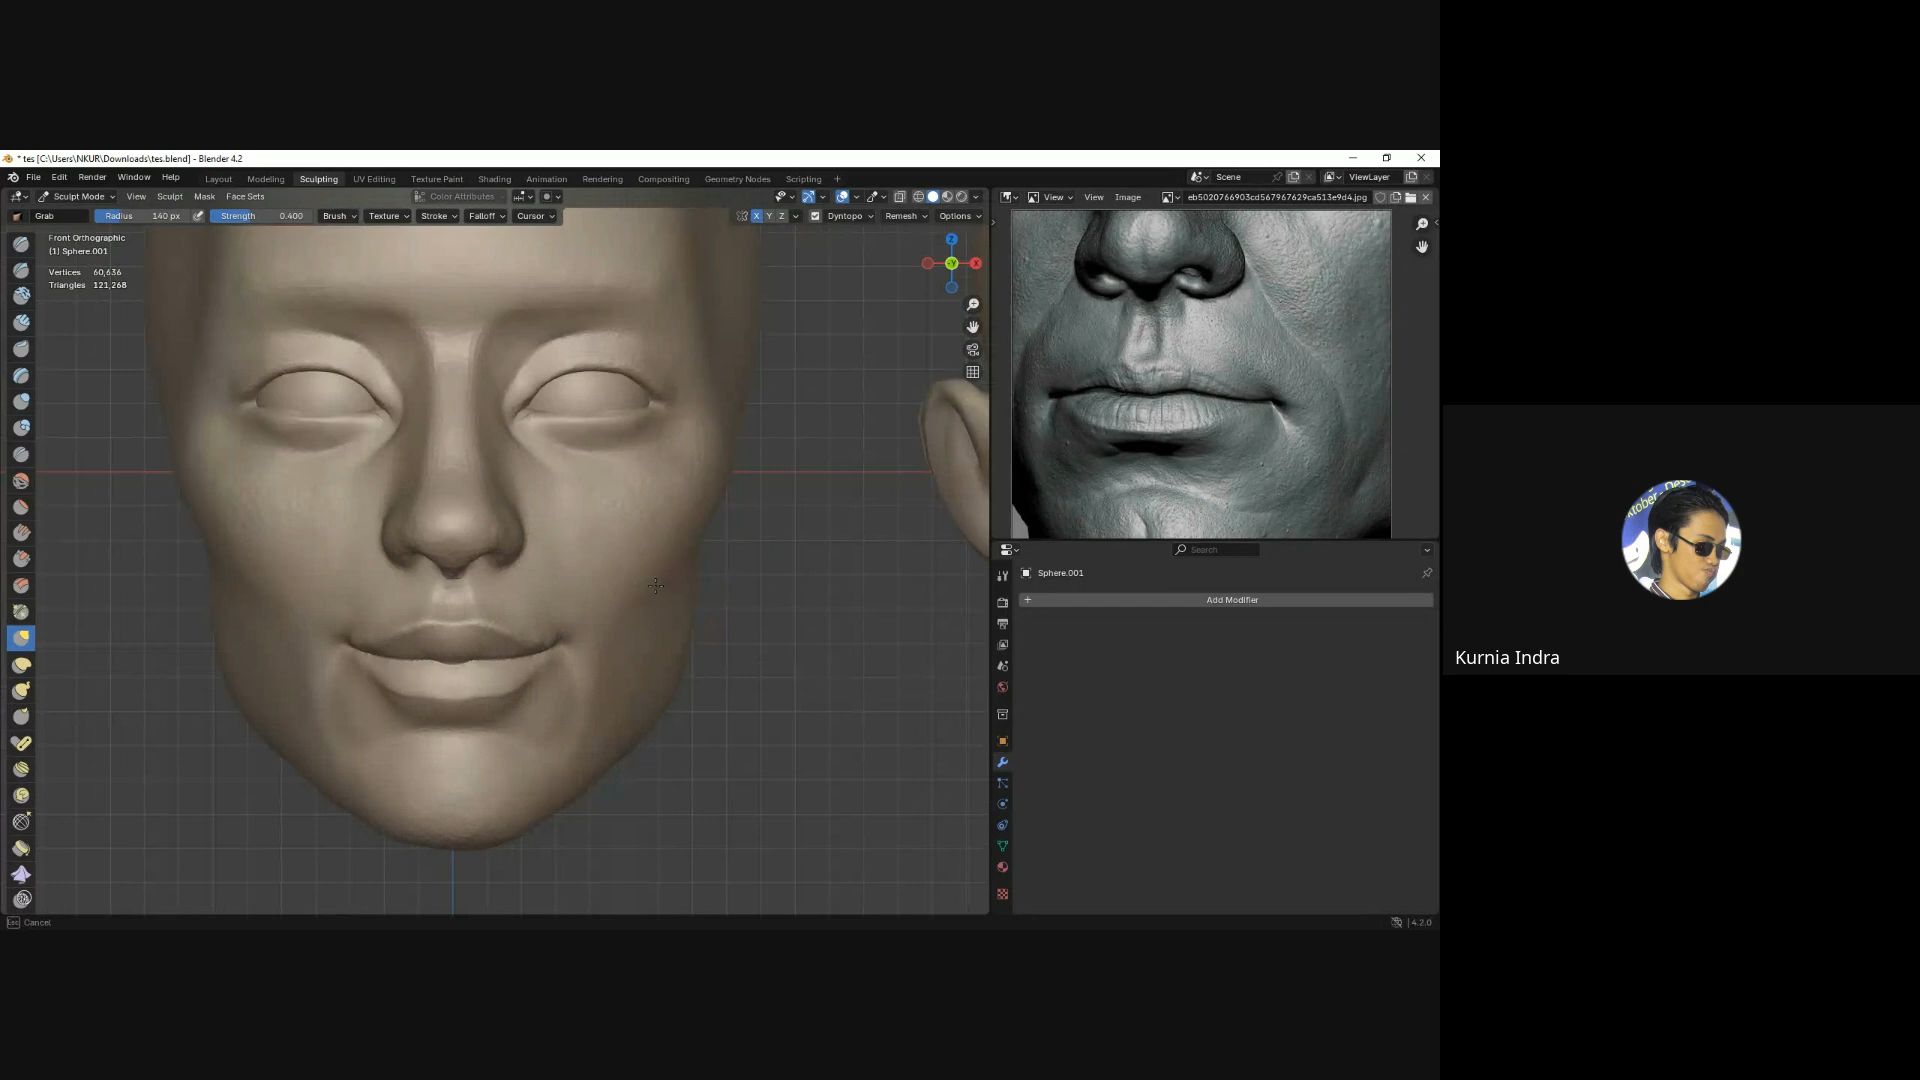 * tes [C:\Users\NKUR\Downloads\tes.blend] - Blender 4.2
File Edit Render Window Help
Layout Modeling Sculpting UV Editing Texture Paint Shading Animation Rendering Compositing Geometry Nodes Scripting +
Scene
ViewLayer
Sculpt Mode View Sculpt Mask Face Sets
Color Attributes
View View Image
eb5020766903cd567967629ca513e9d4.jpg
Grab
Radius 140 px
Strength 0.400
Brush Texture Stroke Falloff Cursor
X Y Z
Dyntopo Remesh Options
Front Orthographic
(1) Sphere.001
Vertices 60,636
Triangles 121,268
Z
-Y
X
Search
Sphere.001
+ Add Modifier
Esc Cancel
4.2.0
Kurnia Indra